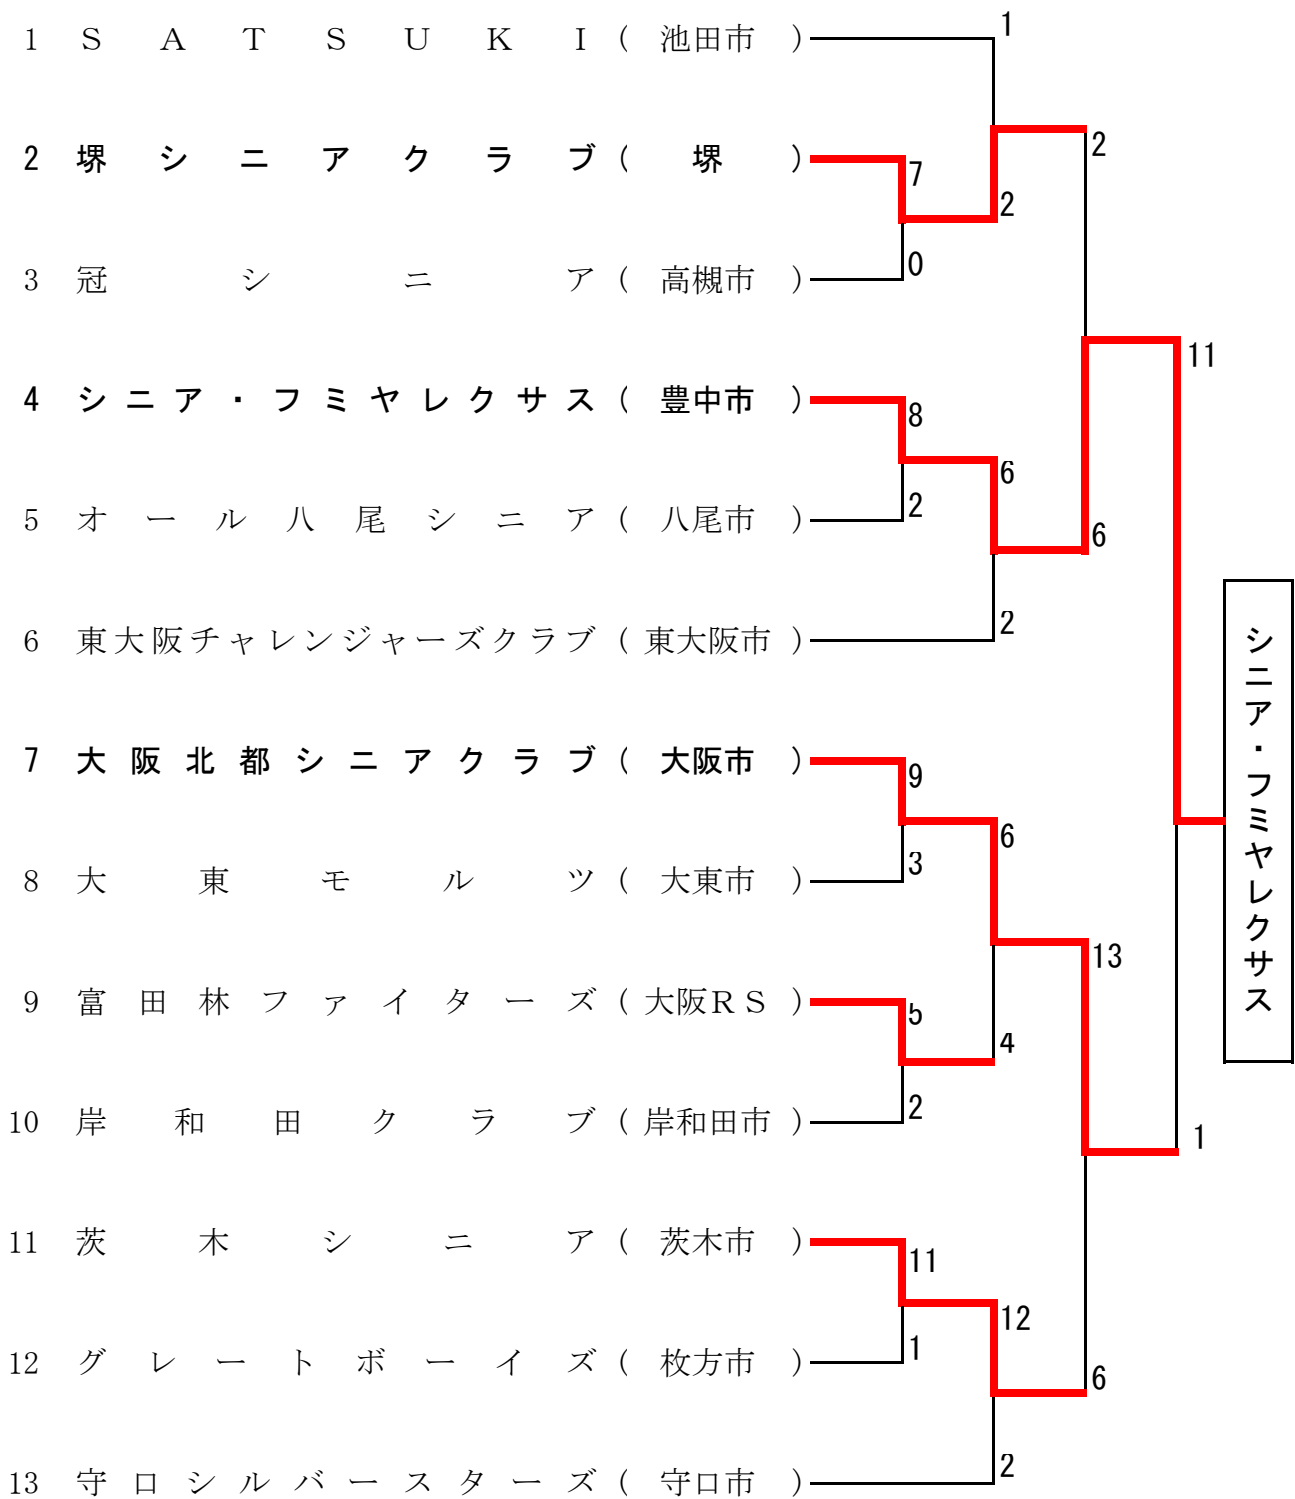 1 ＳＡＴＳＵＫＩ（ 池田市 ） 1
2 堺シニアクラブ（ 堺 ） 7 2 2
3 冠シニア（ 高槻市 ） 0
11
4 シニア・フミヤレクサス（ 豊中市 ） 8 6
5 オール八尾シニア（ 八尾市 ） 2 6
6 東大阪チャレンジャーズクラブ（ 東大阪市 ） 2
シニア・フミヤレクサス
7 大阪北都シニアクラブ（ 大阪市 ） 9 6
8 大東モルツ（ 大東市 ） 3
13
9 富田林ファイターズ（ 大阪ＲＳ ） 5 4
10 岸和田クラブ（ 岸和田市 ） 2
1
11 茨木シニア（ 茨木市 ） 11 12
12 グレートボーイズ（ 枚方市 ） 1 6
13 守口シルバースターズ（ 守口市 ） 2